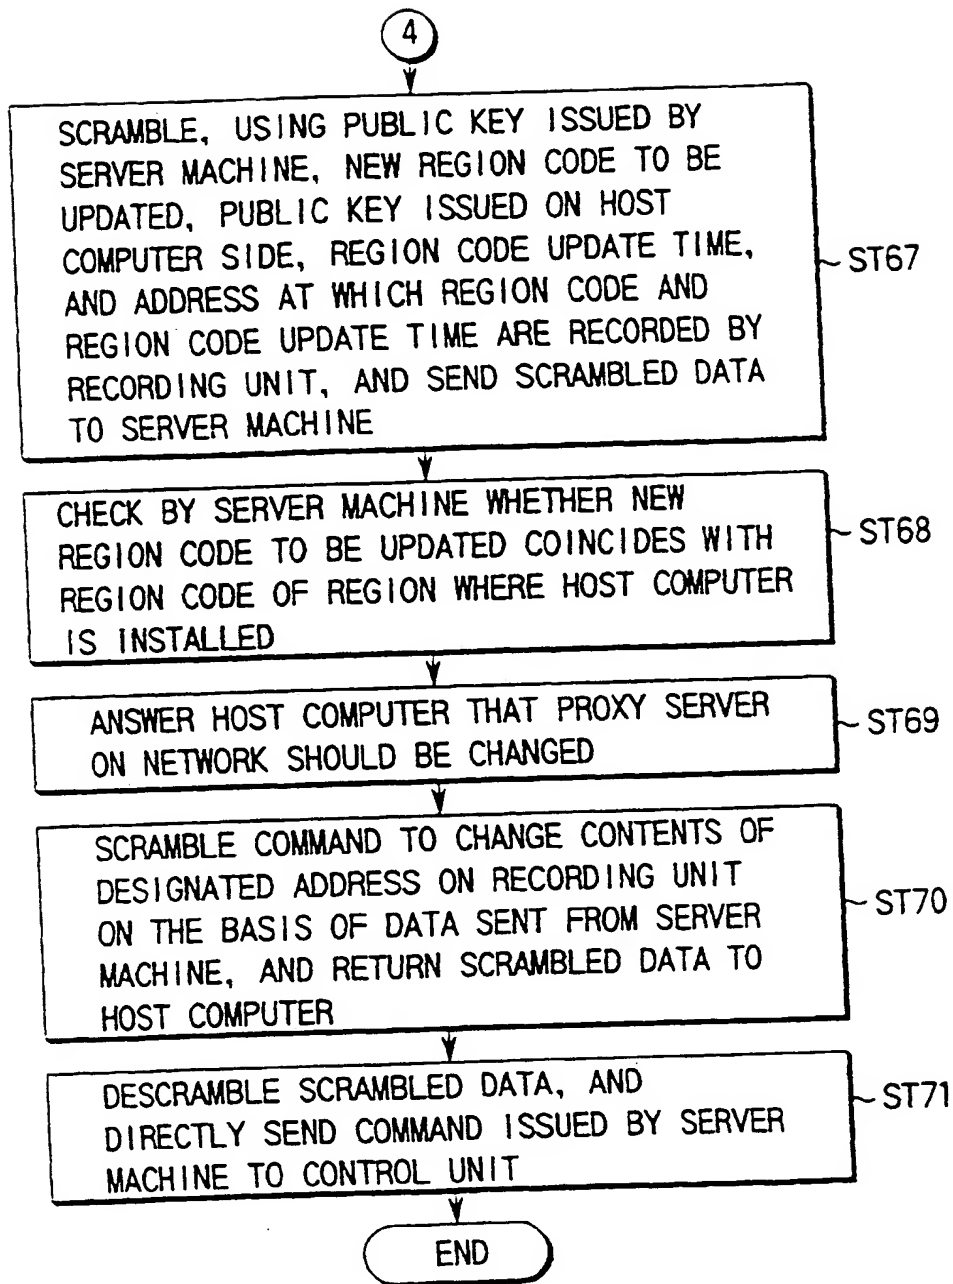 4
SCRAMBLE, USING PUBLIC KEY ISSUED BY
SERVER MACHINE, NEW REGION CODE TO BE
UPDATED, PUBLIC KEY ISSUED ON HOST
COMPUTER SIDE, REGION CODE UPDATE TIME,
AND ADDRESS AT WHICH REGION CODE AND
REGION CODE UPDATE TIME ARE RECORDED BY
RECORDING UNIT, AND SEND SCRAMBLED DATA
TO SERVER MACHINE
ST67
CHECK BY SERVER MACHINE WHETHER NEW
REGION CODE TO BE UPDATED COINCIDES WITH
REGION CODE OF REGION WHERE HOST COMPUTER
IS INSTALLED
ST68
ANSWER HOST COMPUTER THAT PROXY SERVER
ON NETWORK SHOULD BE CHANGED
ST69
SCRAMBLE COMMAND TO CHANGE CONTENTS OF
DESIGNATED ADDRESS ON RECORDING UNIT
ON THE BASIS OF DATA SENT FROM SERVER
MACHINE, AND RETURN SCRAMBLED DATA TO
HOST COMPUTER
ST70
DESCRAMBLE SCRAMBLED DATA, AND
DIRECTLY SEND COMMAND ISSUED BY SERVER
MACHINE TO CONTROL UNIT
ST71
END